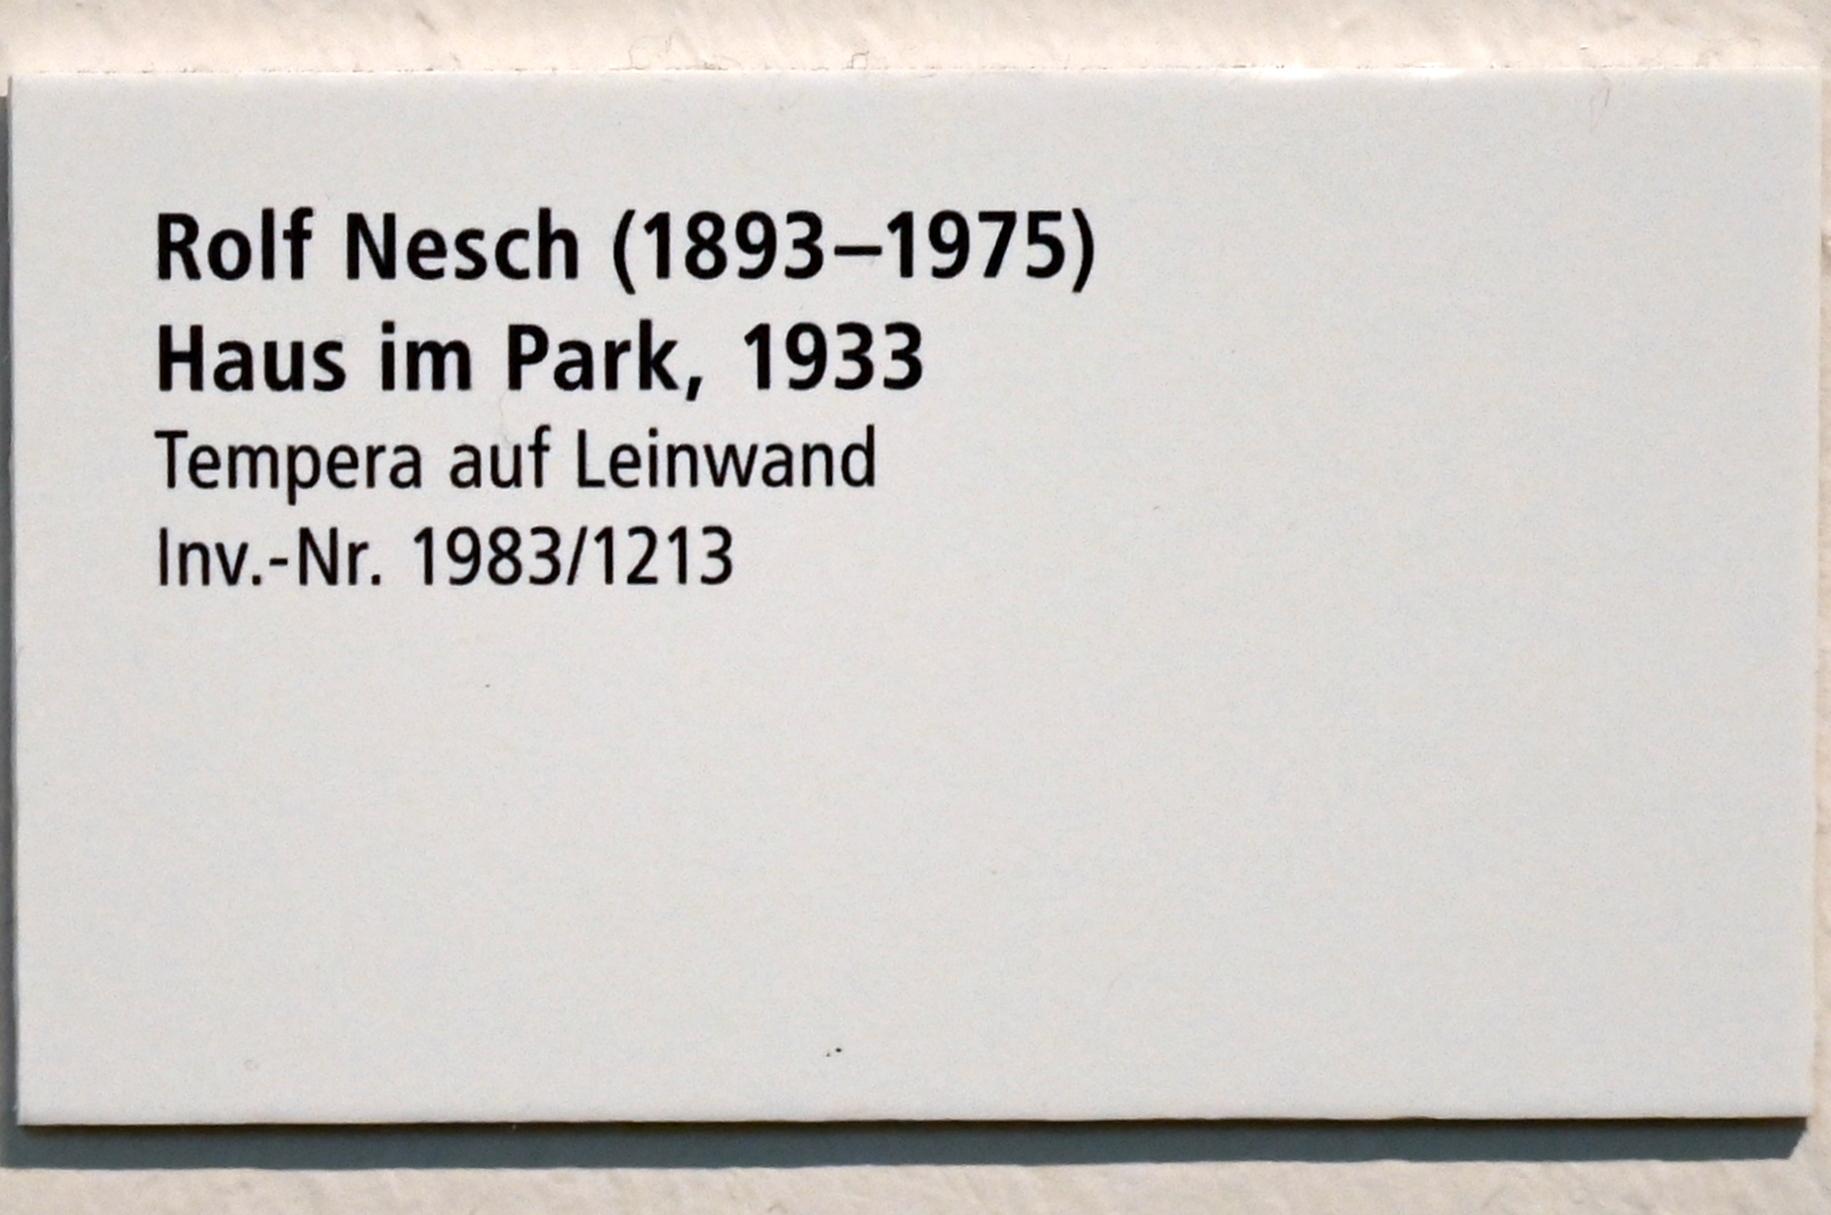 Rolf Nesch (1893–1975)
Haus im Park, 1933
Tempera auf Leinwand
Inv.-Nr. 1983/1213